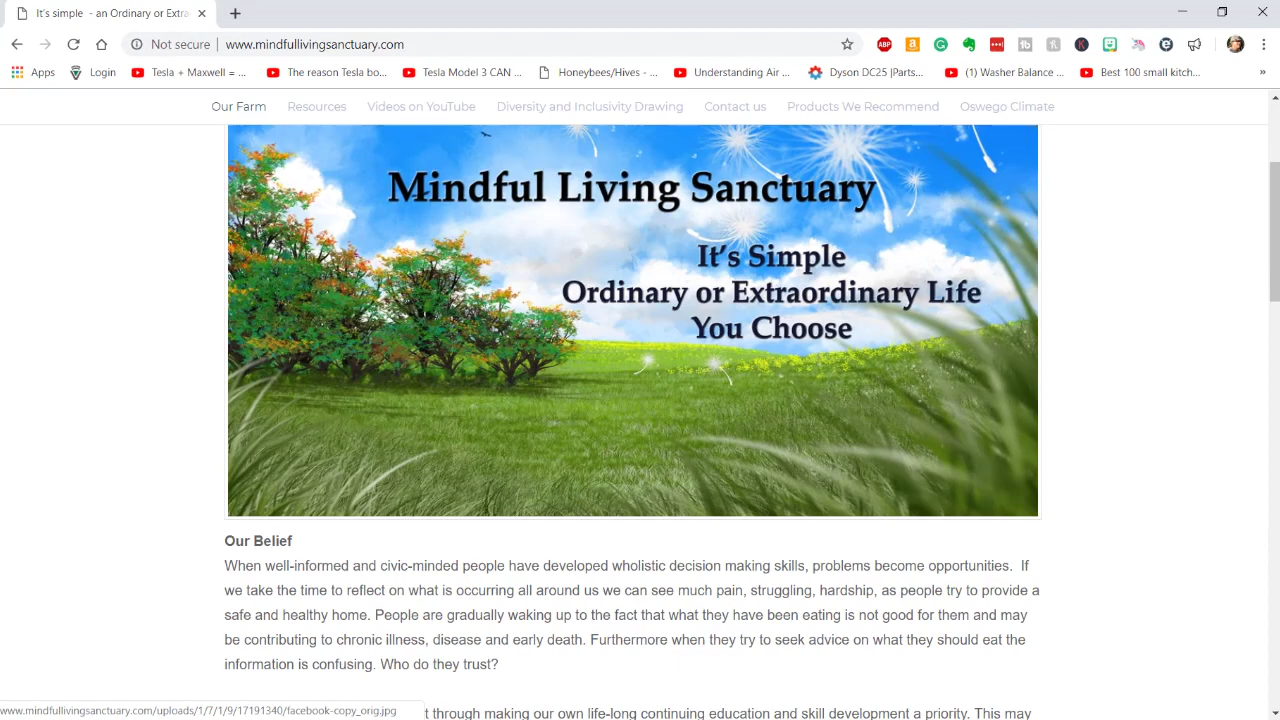 It's simple - an Ordinary or Extra
Not secure | www.mindfullivingsanctuary.com
Apps Login Tesla + Maxwell = ... The reason Tesla bo... Tesla Model 3 CAN ... Honeybees/Hives - ... Understanding Air ... Dyson DC25 |Parts... (1) Washer Balance ... Best 100 small kitch... »
Our Farm Resources Videos on YouTube Diversity and Inclusivity Drawing Contact us Products We Recommend Oswego Climate
Mindful Living Sanctuary
It's Simple
Ordinary or Extraordinary Life
You Choose
Our Belief
When well-informed and civic-minded people have developed wholistic decision making skills, problems become opportunities. If
we take the time to reflect on what is occurring all around us we can see much pain, struggling, hardship, as people try to provide a
safe and healthy home. People are gradually waking up to the fact that what they have been eating is not good for them and may
be contributing to chronic illness, disease and early death. Furthermore when they try to seek advice on what they should eat the
information is confusing. Who do they trust?
www.mindfullivingsanctuary.com/uploads/1/7/1/9/17191340/facebook-copy_orig.jpg
t through making our own life-long continuing education and skill development a priority. This may